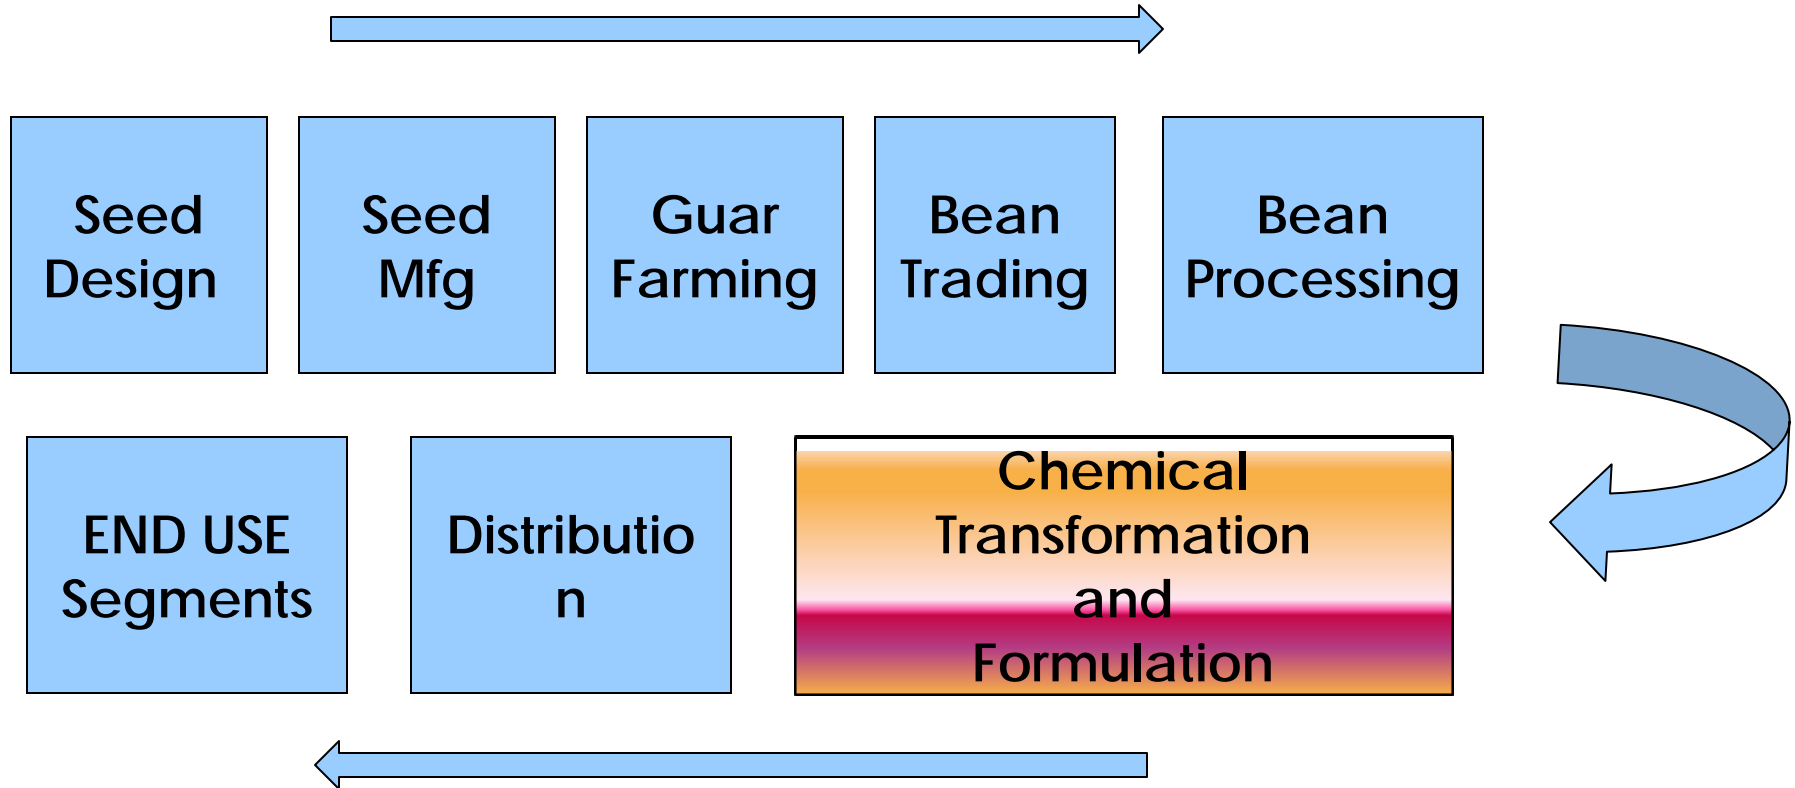 Seed
Design
Seed
Mfg
Guar
Farming
Bean
Trading
Bean
Processing
END USE
Segments
Distributio
n
Chemical
Transformation
and
Formulation